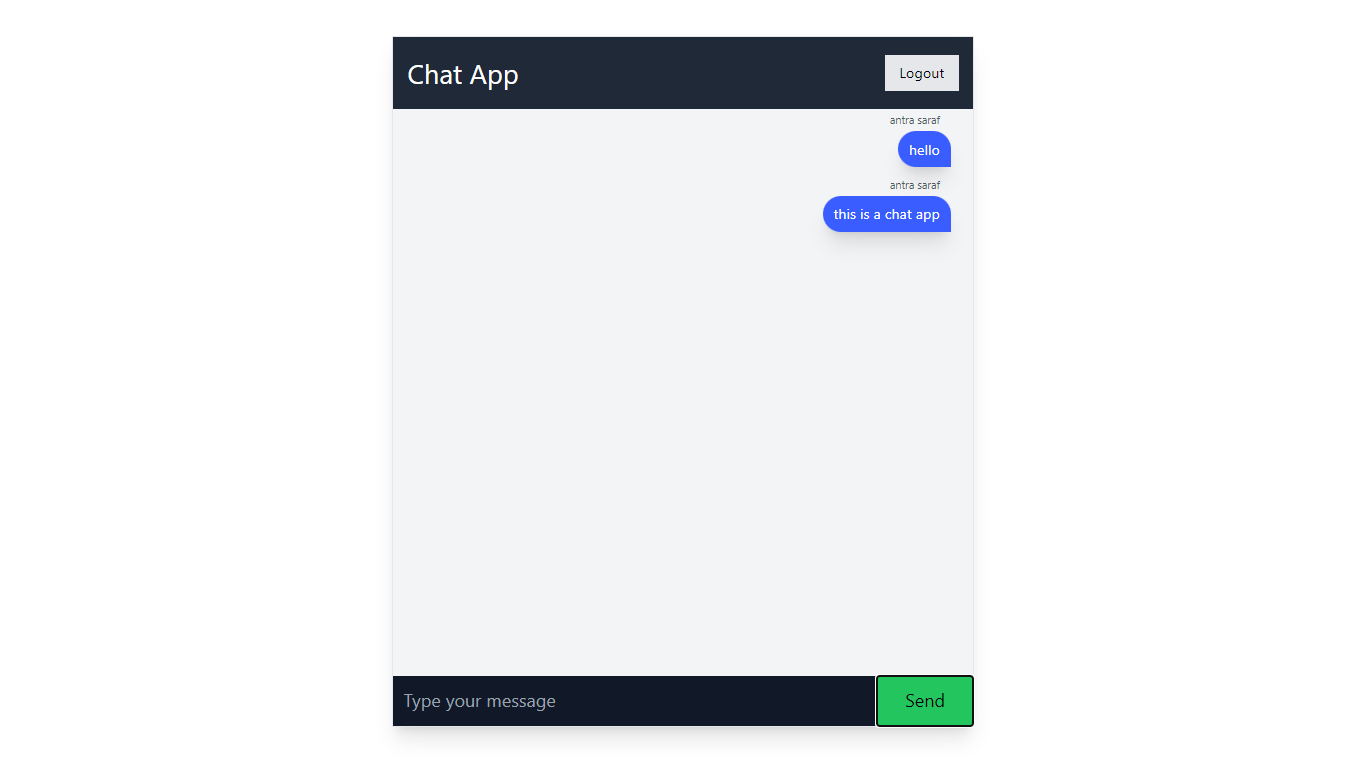 Chat App
Logout
antra saraf
hello
antra saraf
this is a chat app
Type your message
Send